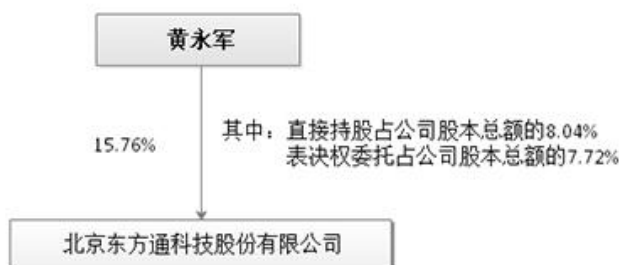 黄永军
15.76%
其中：直接持股占公司股本总额的8.04%
表决权委托占公司股本总额的7.72%
北京东方通科技股份有限公司